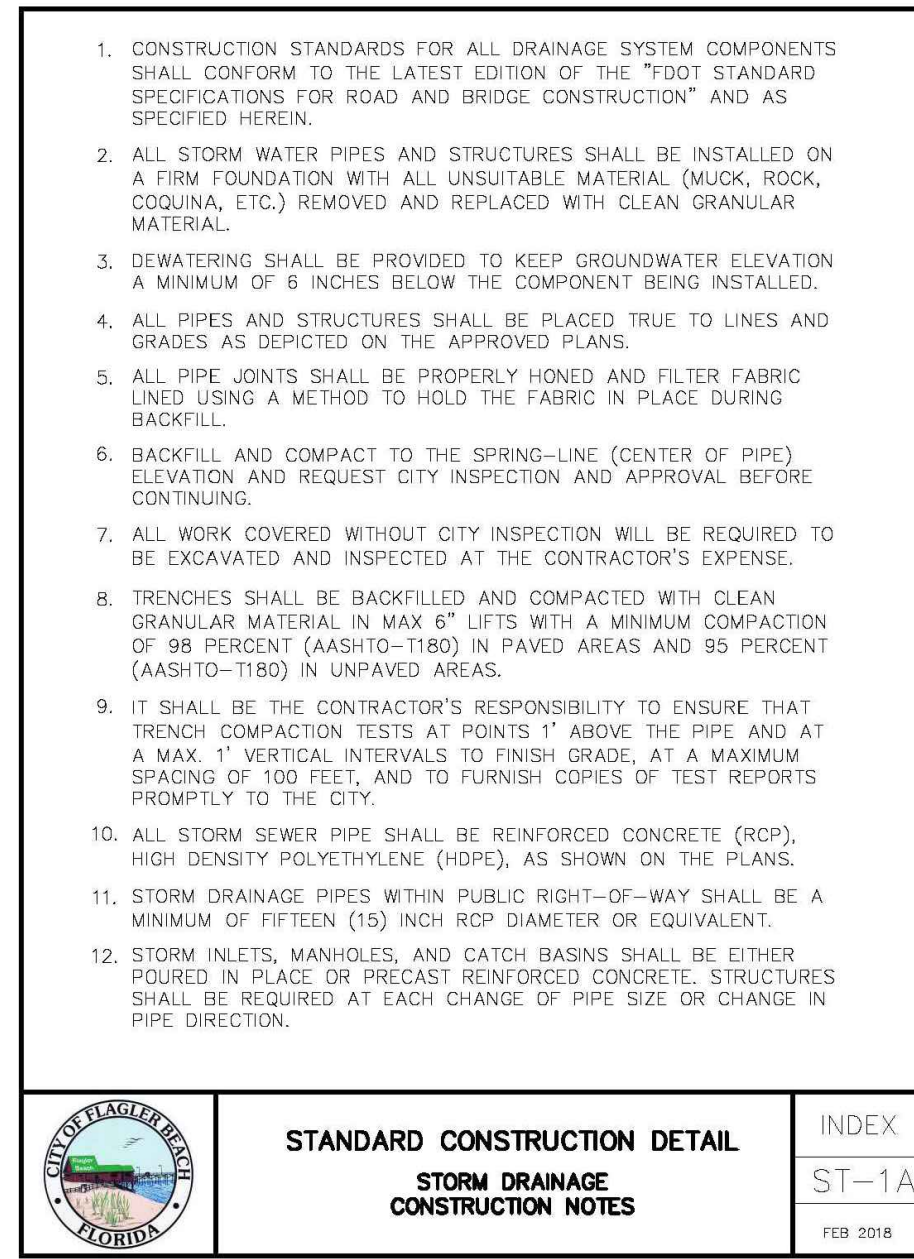 1. CONSTRUCTION STANDARDS FOR ALL DRAINAGE SYSTEM COMPONENTS
SHALL CONFORM TO THE LATEST EDITION OF THE "FDOT STANDARD
SPECIFICATIONS FOR ROAD AND BRIDGE CONSTRUCTION" AND AS
SPECIFIED HEREIN.
2. ALL STORM WATER PIPES AND STRUCTURES SHALL BE INSTALLED ON
A FIRM FOUNDATION WITH ALL UNSUITABLE MATERIAL (MUCK, ROCK,
COQUINA, ETC.) REMOVED AND REPLACED WITH CLEAN GRANULAR
MATERIAL.
3. DEWATERING SHALL BE PROVIDED TO KEEP GROUNDWATER ELEVATION
A MINIMUM OF 6 INCHES BELOW THE COMPONENT BEING INSTALLED.
4. ALL PIPES AND STRUCTURES SHALL BE PLACED TRUE TO LINES AND
GRADES AS DEPICTED ON THE APPROVED PLANS.
5. ALL PIPE JOINTS SHALL BE PROPERLY HONED AND FILTER FABRIC
LINED USING A METHOD TO HOLD THE FABRIC IN PLACE DURING
BACKFILL.
6. BACKFILL AND COMPACT TO THE SPRING-LINE (CENTER OF PIPE)
ELEVATION AND REQUEST CITY INSPECTION AND APPROVAL BEFORE
CONTINUING.
7. ALL WORK COVERED WITHOUT CITY INSPECTION WILL BE REQUIRED TO
BE EXCAVATED AND INSPECTED AT THE CONTRACTOR'S EXPENSE.
8. TRENCHES SHALL BE BACKFILLED AND COMPACTED WITH CLEAN
GRANULAR MATERIAL IN MAX 6" LIFTS WITH A MINIMUM COMPACTION
OF 98 PERCENT (AASHTO-T180) IN PAVED AREAS AND 95 PERCENT
(AASHTO-T180) IN UNPAVED AREAS.
9. IT SHALL BE THE CONTRACTOR'S RESPONSIBILITY TO ENSURE THAT
TRENCH COMPACTION TESTS AT POINTS 1' ABOVE THE PIPE AND AT
A MAX. 1' VERTICAL INTERVALS TO FINISH GRADE, AT A MAXIMUM
SPACING OF 100 FEET, AND TO FURNISH COPIES OF TEST REPORTS
PROMPTLY TO THE CITY.
10. ALL STORM SEWER PIPE SHALL BE REINFORCED CONCRETE (RCP),
HIGH DENSITY POLYETHYLENE (HDPE), AS SHOWN ON THE PLANS.
11. STORM DRAINAGE PIPES WITHIN PUBLIC RIGHT-OF-WAY SHALL BE A
MINIMUM OF FIFTEEN (15) INCH RCP DIAMETER OR EQUIVALENT.
12. STORM INLETS, MANHOLES, AND CATCH BASINS SHALL BE EITHER
POURED IN PLACE OR PRECAST REINFORCED CONCRETE. STRUCTURES
SHALL BE REQUIRED AT EACH CHANGE OF PIPE SIZE OR CHANGE IN
PIPE DIRECTION.
CITY OF FLAGLER BEACH
Flagler
Beach
FLORIDA
STANDARD CONSTRUCTION DETAIL
STORM DRAINAGE
CONSTRUCTION NOTES
INDEX
ST-1A
FEB 2018